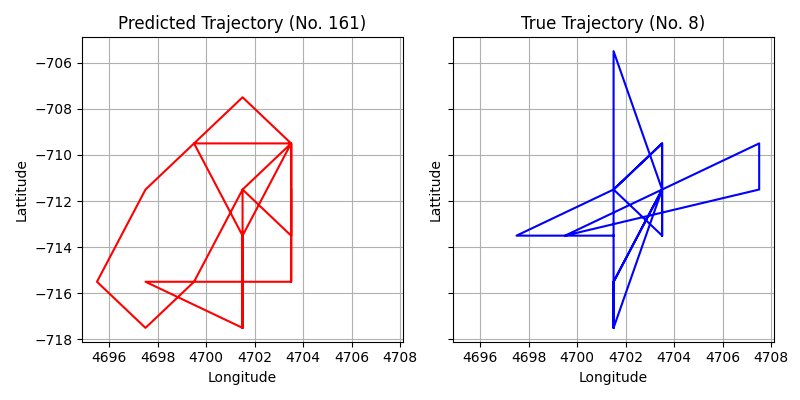 Predicted Trajectory (No. 161)
True Trajectory (No. 8)
Lattitude
−706
−708
−710
−712
−714
−716
−718
4696 4698 4700 4702 4704 4706 4708
Longitude
Lattitude
4696 4698 4700 4702 4704 4706 4708
Longitude